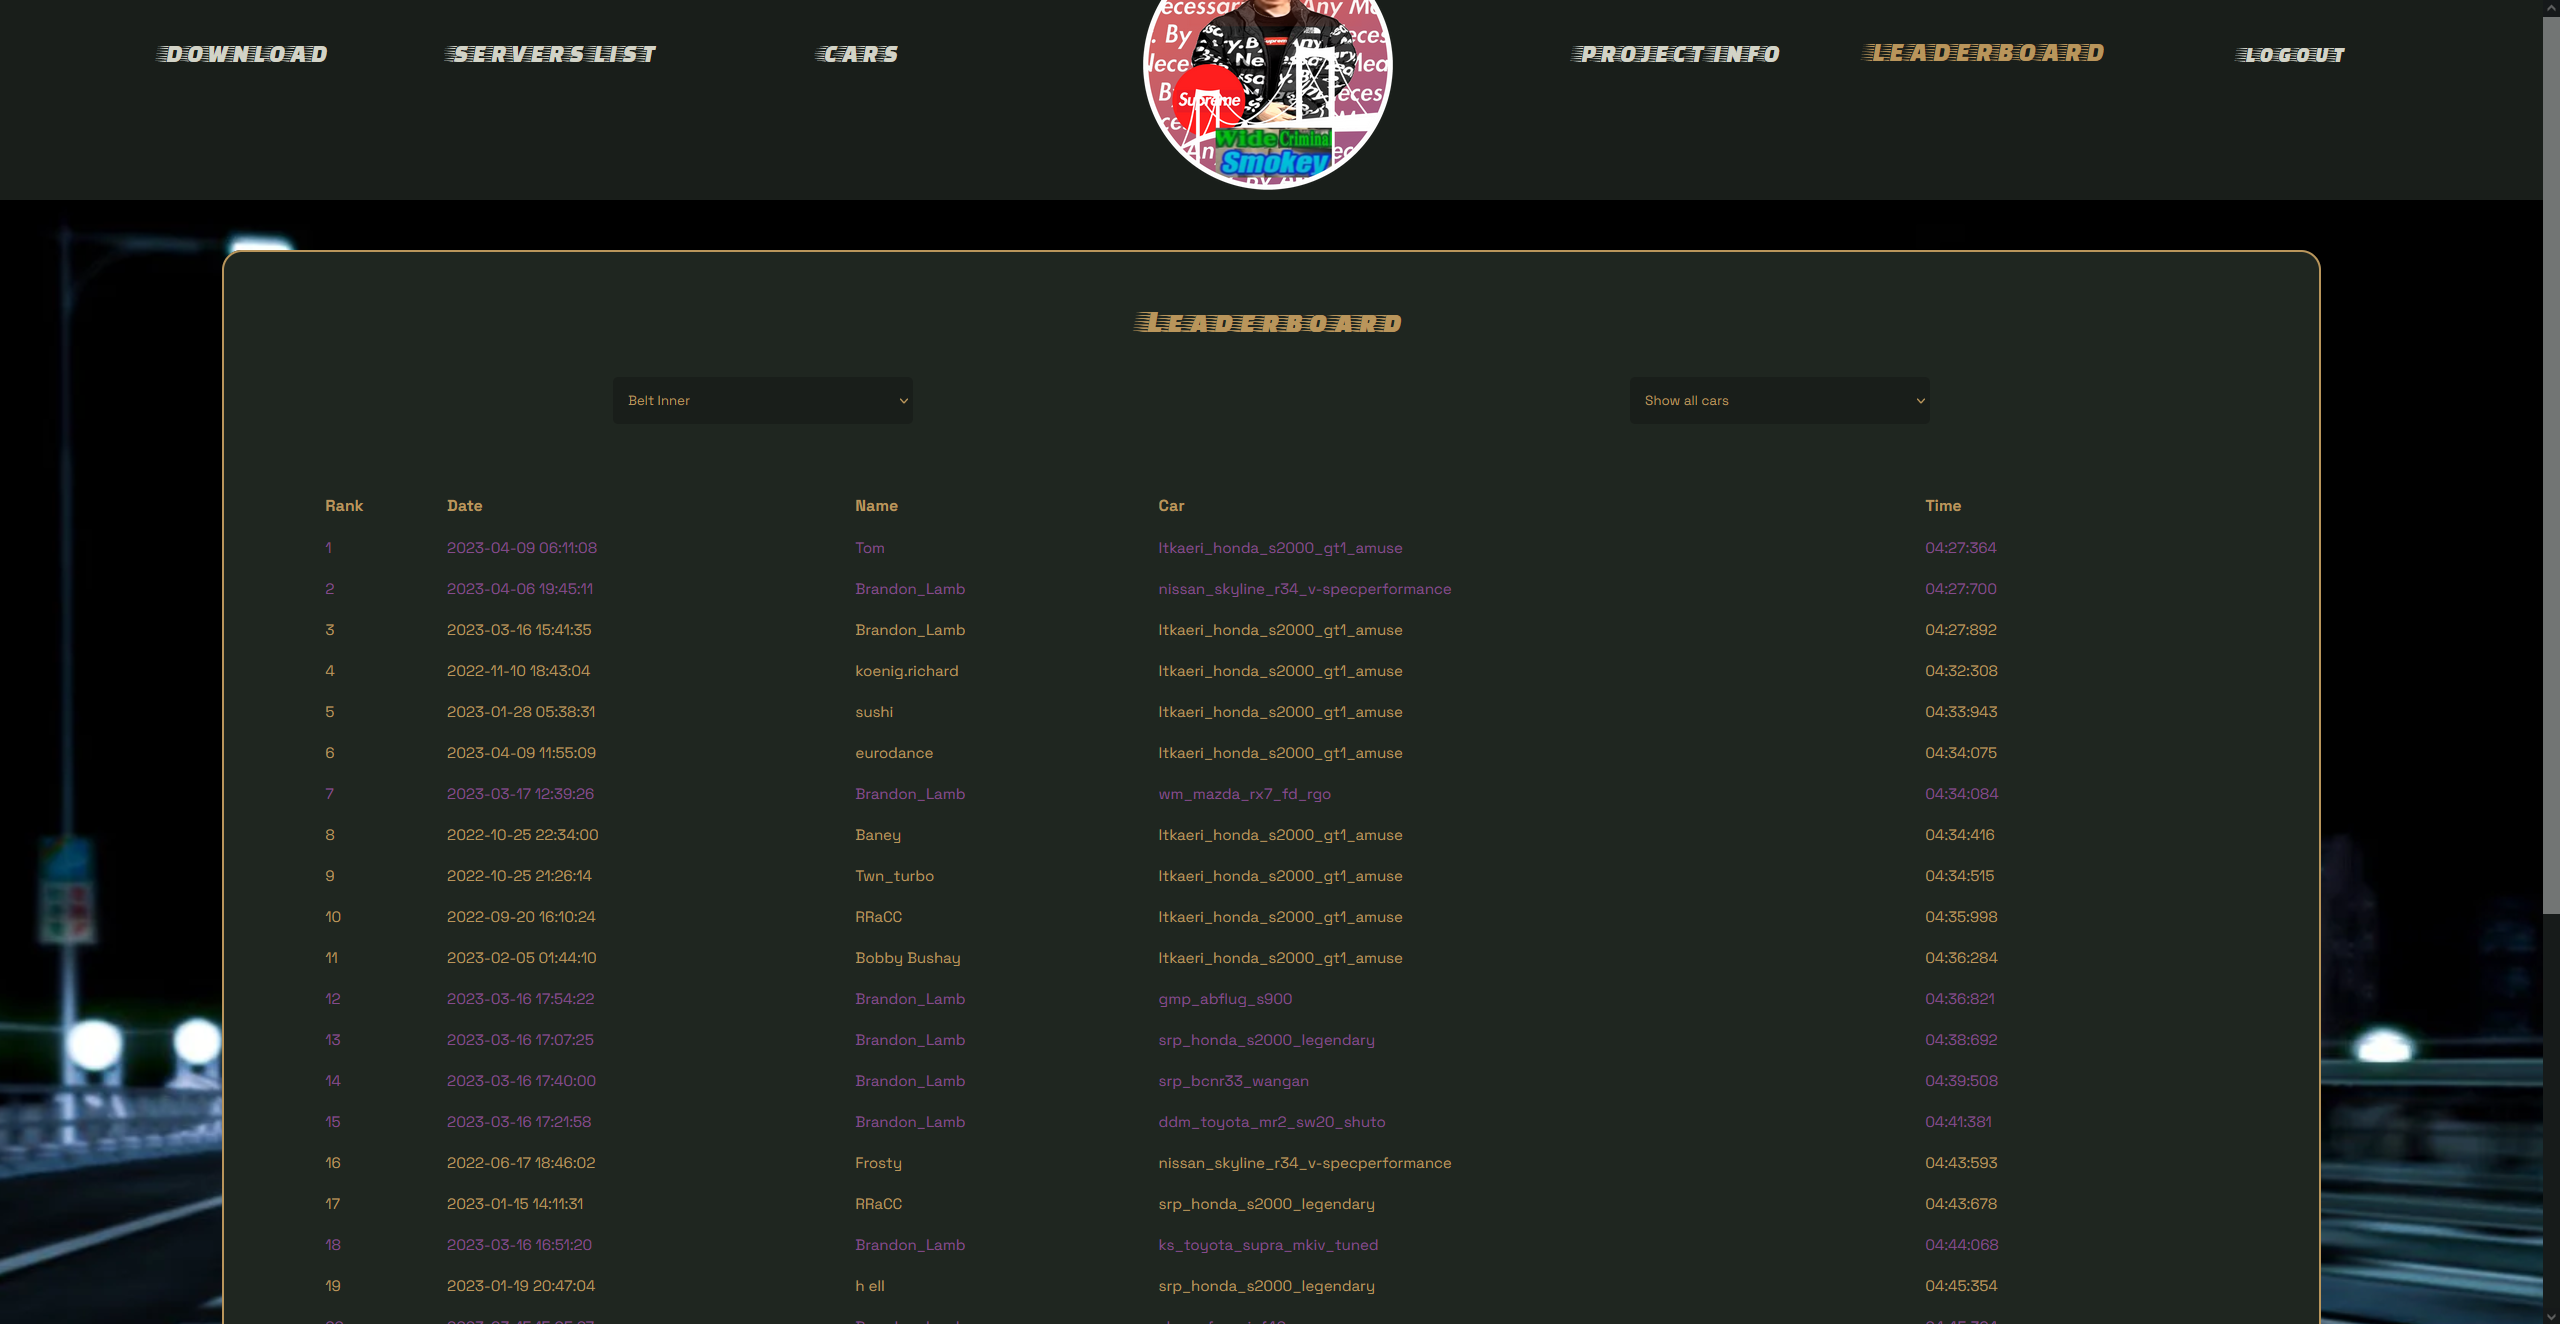 DOWNLOAD SERVERS LIST CARS PROJECT INFO LEADERBOARD LOGOUT
Supreme
Wide Criminal
Smokey
Leaderboard
Belt Inner Show all cars
Rank Date Name Car Time
1 2023-04-09 06:11:08 Tom ltkaeri_honda_s2000_gt1_amuse 04:27:364
2 2023-04-06 19:45:11 Brandon_Lamb nissan_skyline_r34_v-specperformance 04:27:700
3 2023-03-16 15:41:35 Brandon_Lamb ltkaeri_honda_s2000_gt1_amuse 04:27:892
4 2022-11-10 18:43:04 koenig.richard ltkaeri_honda_s2000_gt1_amuse 04:32:308
5 2023-01-28 05:38:31 sushi ltkaeri_honda_s2000_gt1_amuse 04:33:943
6 2023-04-09 11:55:09 eurodance ltkaeri_honda_s2000_gt1_amuse 04:34:075
7 2023-03-17 12:39:26 Brandon_Lamb wm_mazda_rx7_fd_rgo 04:34:084
8 2022-10-25 22:34:00 Baney ltkaeri_honda_s2000_gt1_amuse 04:34:416
9 2022-10-25 21:26:14 Twn_turbo ltkaeri_honda_s2000_gt1_amuse 04:34:515
10 2022-09-20 16:10:24 RRaCC ltkaeri_honda_s2000_gt1_amuse 04:35:998
11 2023-02-05 01:44:10 Bobby Bushay ltkaeri_honda_s2000_gt1_amuse 04:36:284
12 2023-03-16 17:54:22 Brandon_Lamb gmp_abflug_s900 04:36:821
13 2023-03-16 17:07:25 Brandon_Lamb srp_honda_s2000_legendary 04:38:692
14 2023-03-16 17:40:00 Brandon_Lamb srp_bcnr33_wangan 04:39:508
15 2023-03-16 17:21:58 Brandon_Lamb ddm_toyota_mr2_sw20_shuto 04:41:381
16 2022-06-17 18:46:02 Frosty nissan_skyline_r34_v-specperformance 04:43:593
17 2023-01-15 14:11:31 RRaCC srp_honda_s2000_legendary 04:43:678
18 2023-03-16 16:51:20 Brandon_Lamb ks_toyota_supra_mkiv_tuned 04:44:068
19 2023-01-19 20:47:04 h ell srp_honda_s2000_legendary 04:45:354